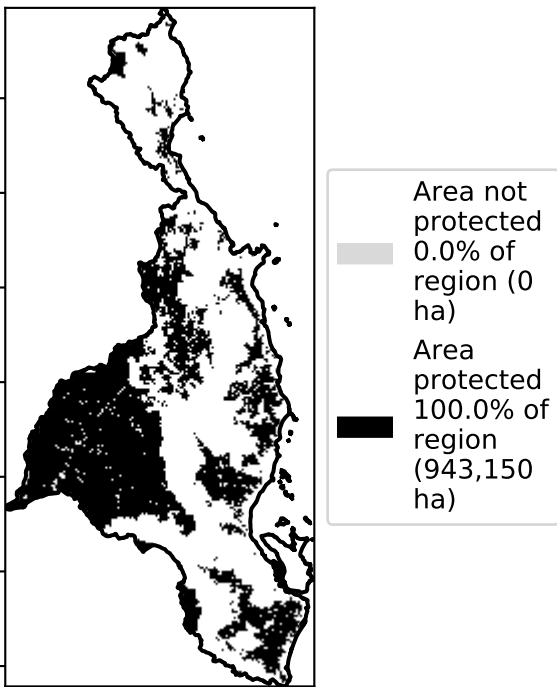 Area not
protected
0.0% of
region (0
ha)
Area
protected
100.0% of
region
(943,150
ha)